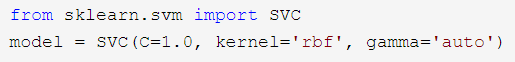 from sklearn.svm import SVC
model = SVC(C=1.0, kernel='rbf', gamma='auto')